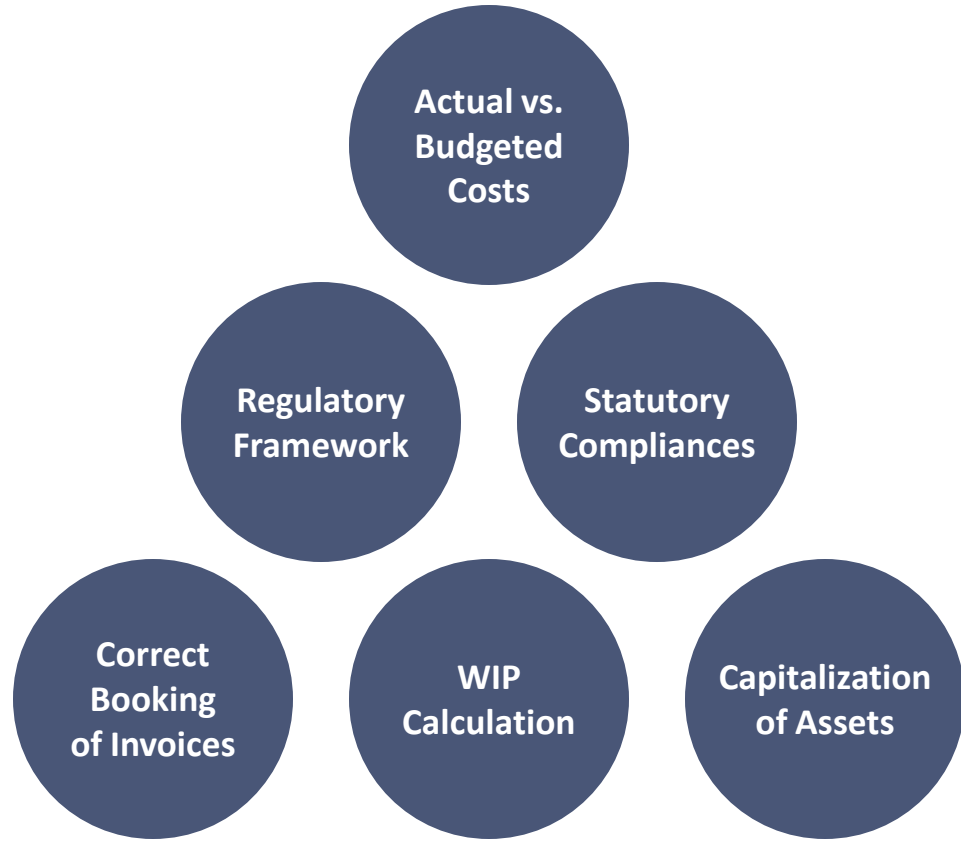 Actual vs.
Budgeted
Costs
Regulatory
Framework
Statutory
Compliances
Correct
Booking
of Invoices
WIP
Calculation
Capitalization
of Assets